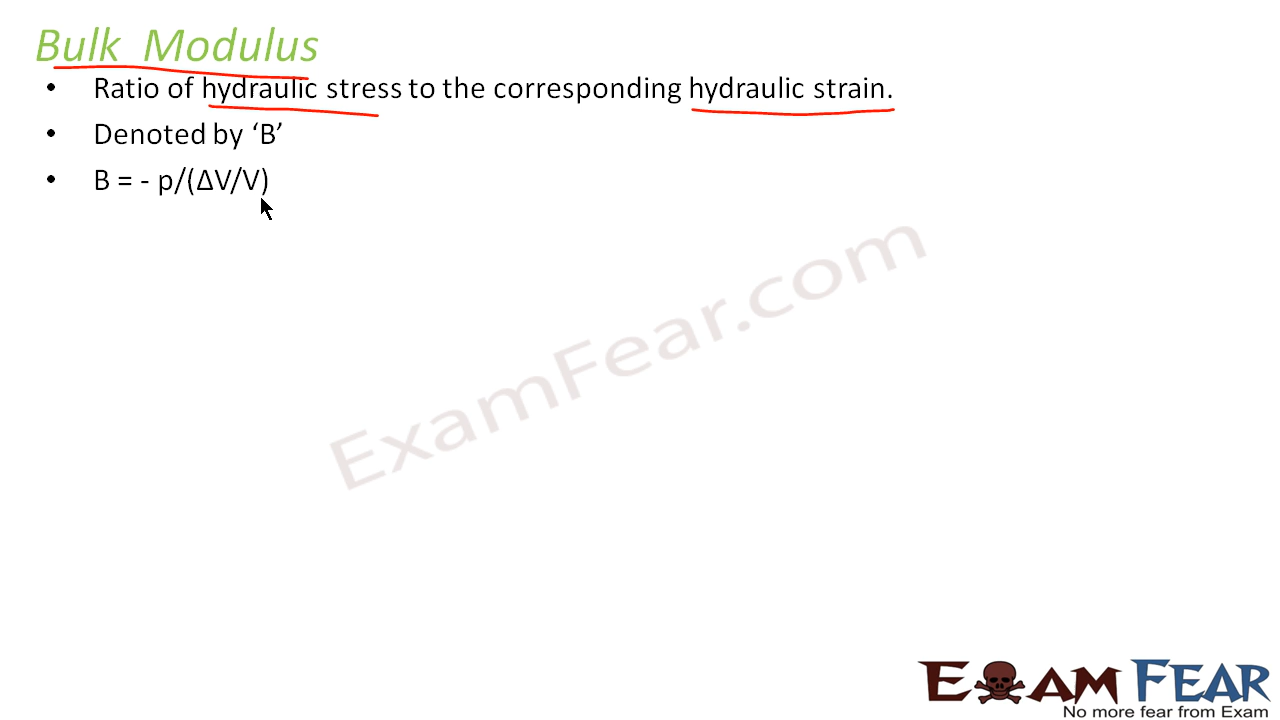 Bulk Modulus
• Ratio of hydraulic stress to the corresponding hydraulic strain.
• Denoted by ‘B’
• B = - p/(ΔV/V)
ExamFear.com
EXAM FEAR
No more fear from Exam